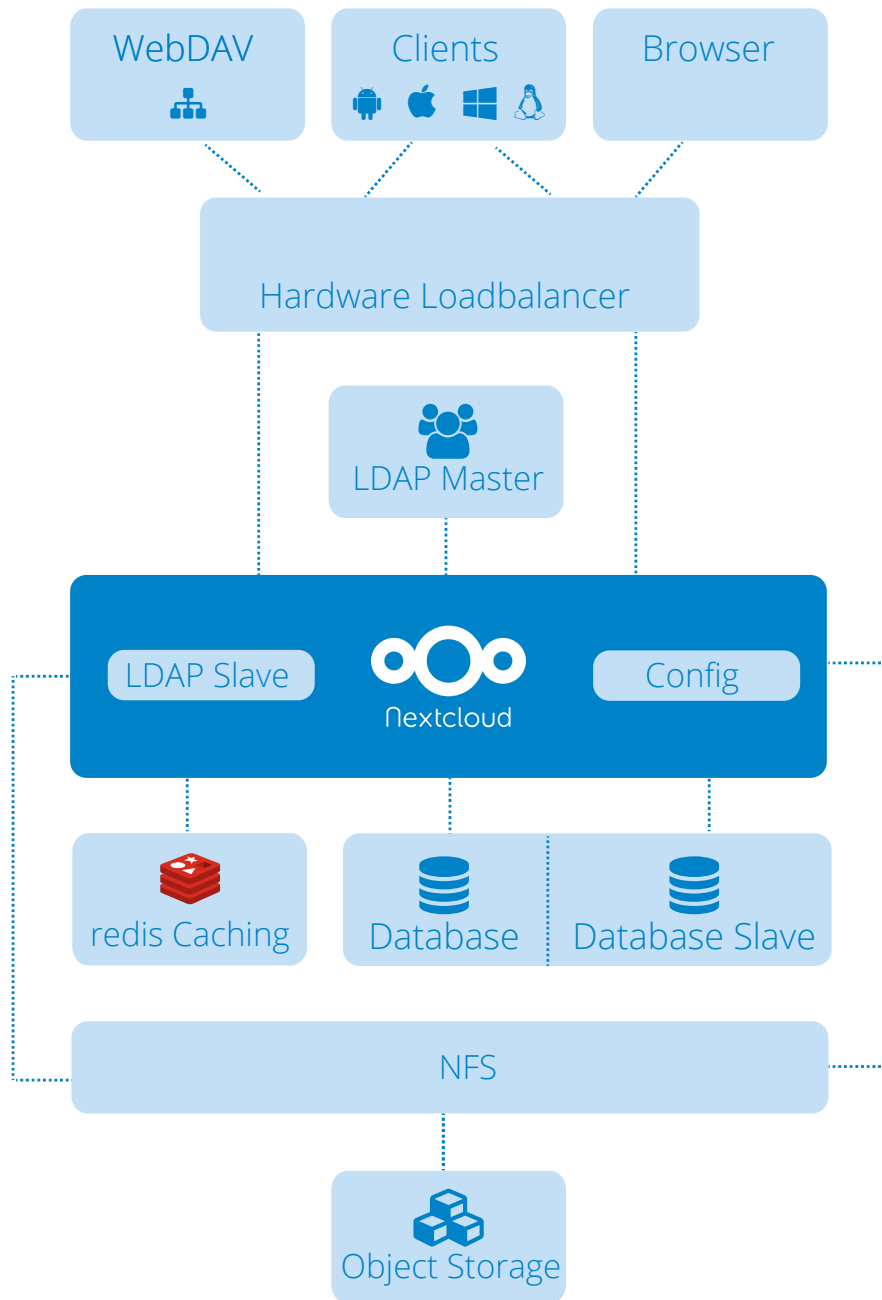 WebDAV
Clients
Browser
Hardware Loadbalancer
LDAP Master
LDAP Slave
Nextcloud
Config
redis Caching
Database
Database Slave
NFS
Object Storage